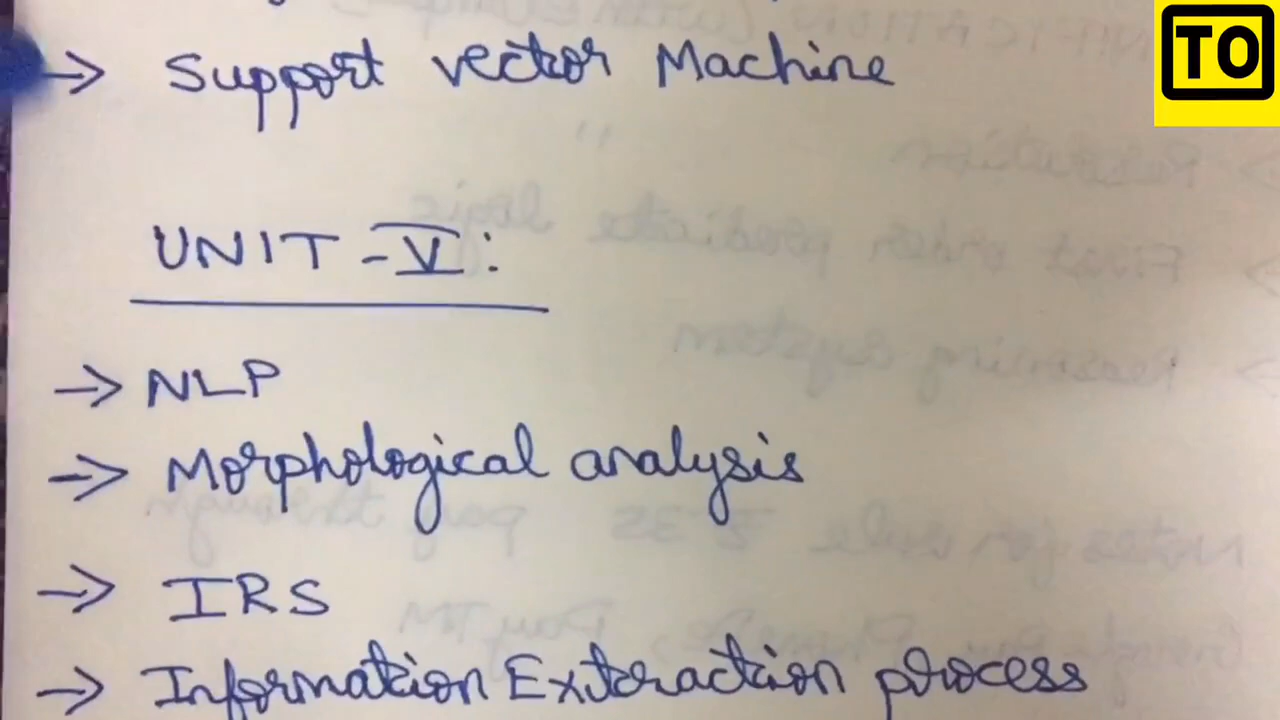 TO
→ Support vector Machine
UNIT-V:
→ NLP
→ Morphological analysis
→ IRS
→ Information Extraction process